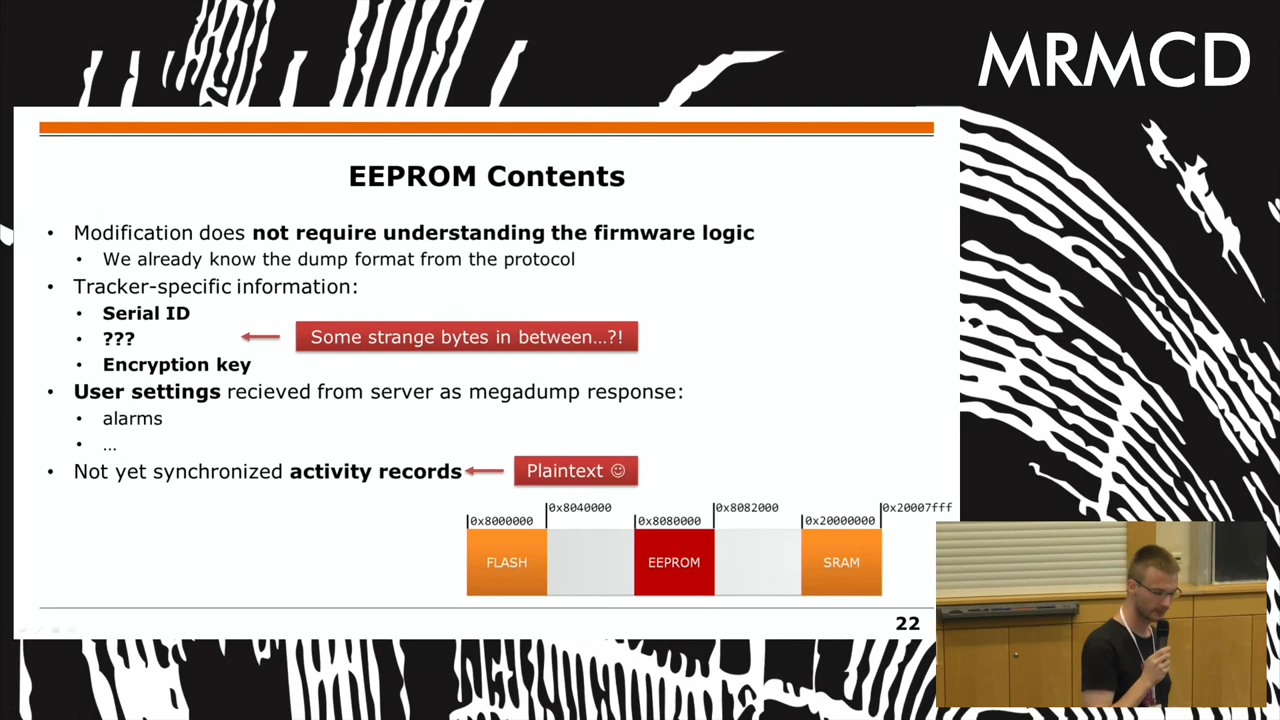 MRMCD
EEPROM Contents
• Modification does not require understanding the firmware logic
• We already know the dump format from the protocol
• Tracker-specific information:
• Serial ID
• ???
Some strange bytes in between...?!
• Encryption key
• User settings recieved from server as megadump response:
• alarms
• ...
• Not yet synchronized activity records
Plaintext ☺
0x8000000
0x8040000
0x8080000
0x8082000
0x20000000
0x20007fff
FLASH
EEPROM
SRAM
22